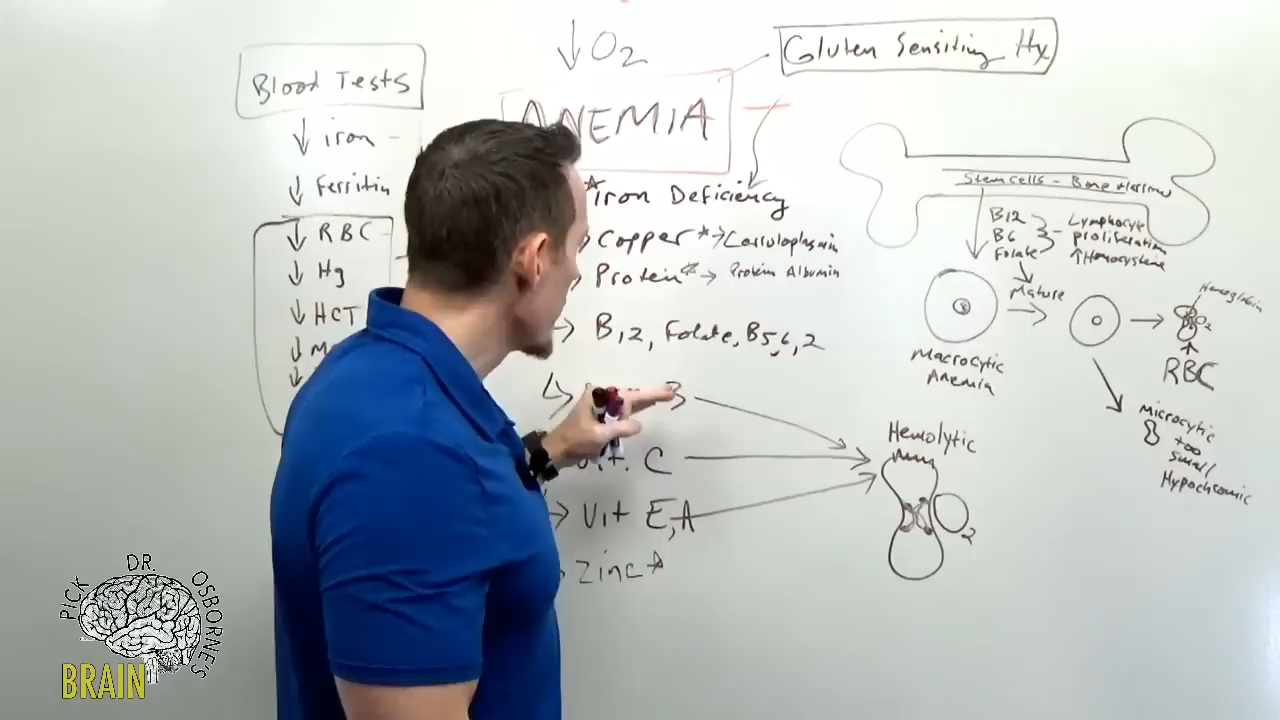 ↓ O2
Gluten Sensitivity Hx
Blood Tests
ANEMIA
↓ iron -
↓ Ferritin
↓ RBC -
↓ Hg
↓ HCT
↓
↓
Iron Deficiency
Copper * → Cerruloplasmin
Protein * → Protein Albumin
→ B12, Folate, B5, 6, 2
Vit. C
→ Vit E, A
Zinc *
Stem cells - Bone Marrow
B12
B6
Folate
Lymphocyte
proliferation
↑ Homocysteine
Mature
Macrocytic
Anemia
Hemoglobin
O2
RBC
Microcytic
too
small
Hypochromic
Hemolytic
O2
PICK DR. OSBORNE'S
BRAIN